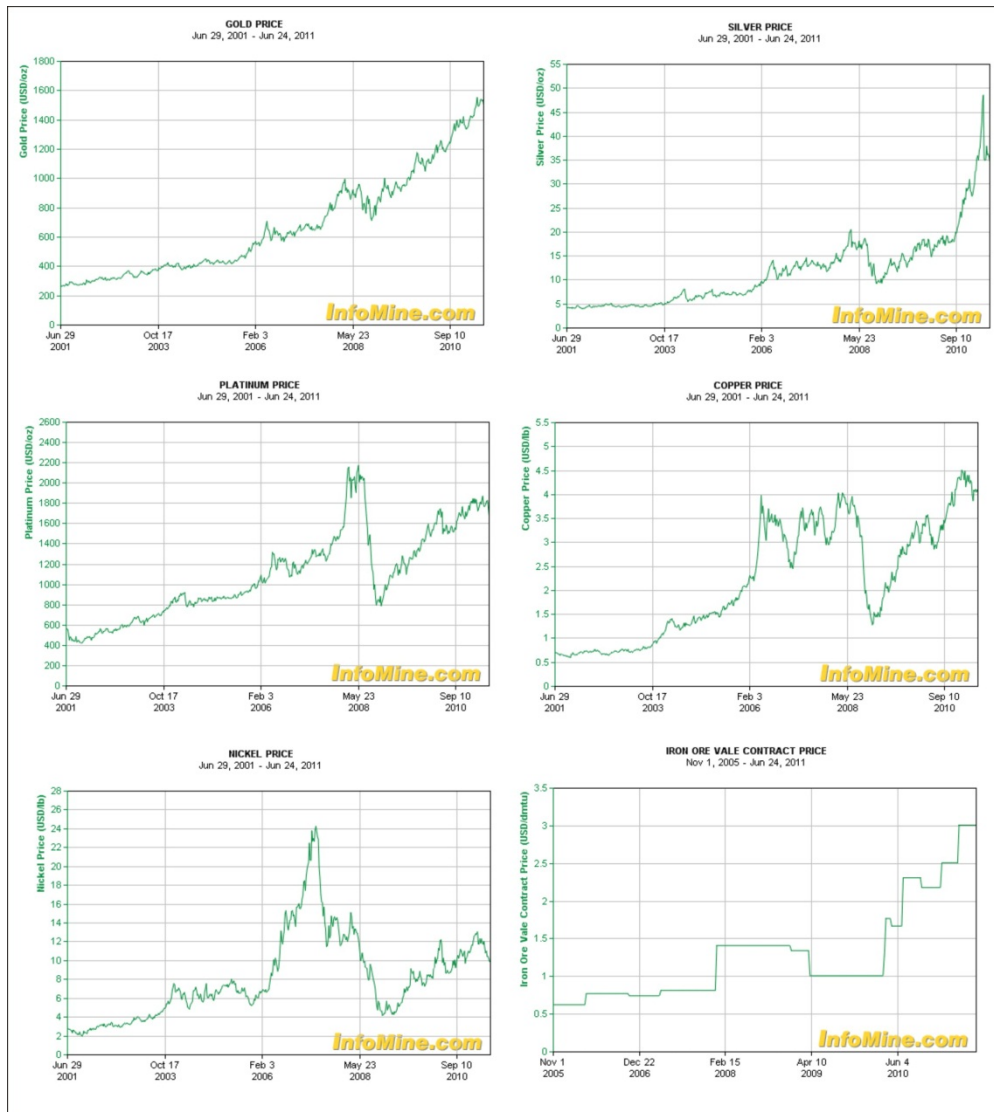 GOLD PRICE
Jun 29, 2001 - Jun 24, 2011
Gold Price (USD/oz)
1800
1600
1400
1200
1000
800
600
400
200
0
InfoMine.com
Jun 29 Oct 17 Feb 3 May 23 Sep 10
2001 2003 2006 2008 2010
SILVER PRICE
Jun 29, 2001 - Jun 24, 2011
Silver Price (USD/oz)
55
50
45
40
35
30
25
20
15
10
5
0
InfoMine.com
Jun 29 Oct 17 Feb 3 May 23 Sep 10
2001 2003 2006 2008 2010
PLATINUM PRICE
Jun 29, 2001 - Jun 24, 2011
Platinum Price (USD/oz)
2600
2400
2200
2000
1800
1600
1400
1200
1000
800
600
400
200
0
InfoMine.com
Jun 29 Oct 17 Feb 3 May 23 Sep 10
2001 2003 2006 2008 2010
COPPER PRICE
Jun 29, 2001 - Jun 24, 2011
Copper Price (USD/lb)
5.5
5
4.5
4
3.5
3
2.5
2
1.5
1
0.5
0
InfoMine.com
Jun 29 Oct 17 Feb 3 May 23 Sep 10
2001 2003 2006 2008 2010
NICKEL PRICE
Jun 29, 2001 - Jun 24, 2011
Nickel Price (USD/lb)
28
26
24
22
20
18
16
14
12
10
8
6
4
2
0
InfoMine.com
Jun 29 Oct 17 Feb 3 May 23 Sep 10
2001 2003 2006 2008 2010
IRON ORE VALE CONTRACT PRICE
Nov 1, 2005 - Jun 24, 2011
Iron Ore Vale Contract Price (USD/dmtu)
3.5
3
2.5
2
1.5
1
0.5
0
InfoMine.com
Nov 1 Dec 22 Feb 15 Apr 10 Jun 4
2005 2006 2008 2009 2010